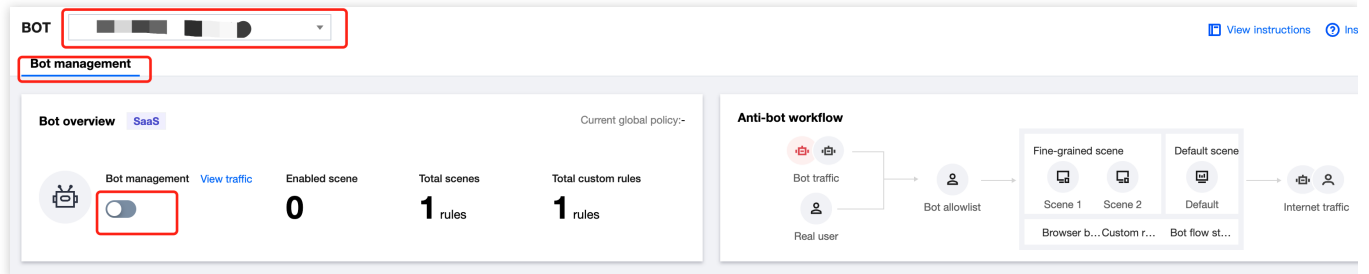 BOT
View instructions Ins
Bot management
Bot overview SaaS Current global policy:-
Bot management View traffic Enabled scene Total scenes Total custom rules
0 1 rules 1 rules
Anti-bot workflow
Bot traffic
Real user
Bot allowlist
Fine-grained scene Default scene
Scene 1 Scene 2 Default
Browser b... Custom r... Bot flow st...
Internet traffic